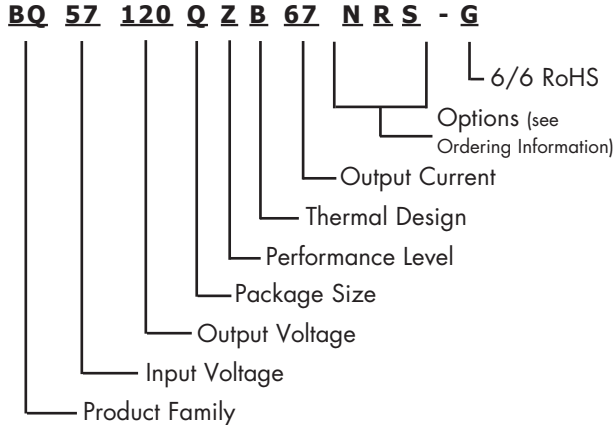 BQ 57 120 Q Z B 67 N R S - G
6/6 RoHS
Options (see
Ordering Information)
Output Current
Thermal Design
Performance Level
Package Size
Output Voltage
Input Voltage
Product Family